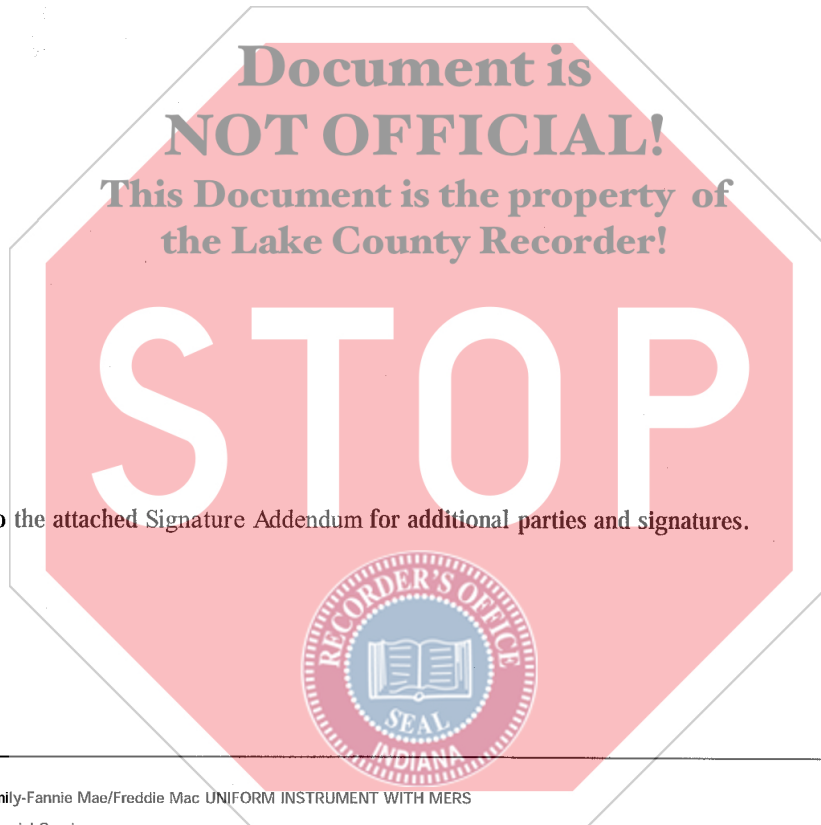 Document is
NOT OFFICIAL!
This Document is the property of
the Lake County Recorder!
STOP
the attached Signature Addendum for additional parties and signatures.
RECORDER'S OFFICE
SEAL
INDIANA
-Fannie Mae/Freddie Mac UNIFORM INSTRUMENT WITH MERS